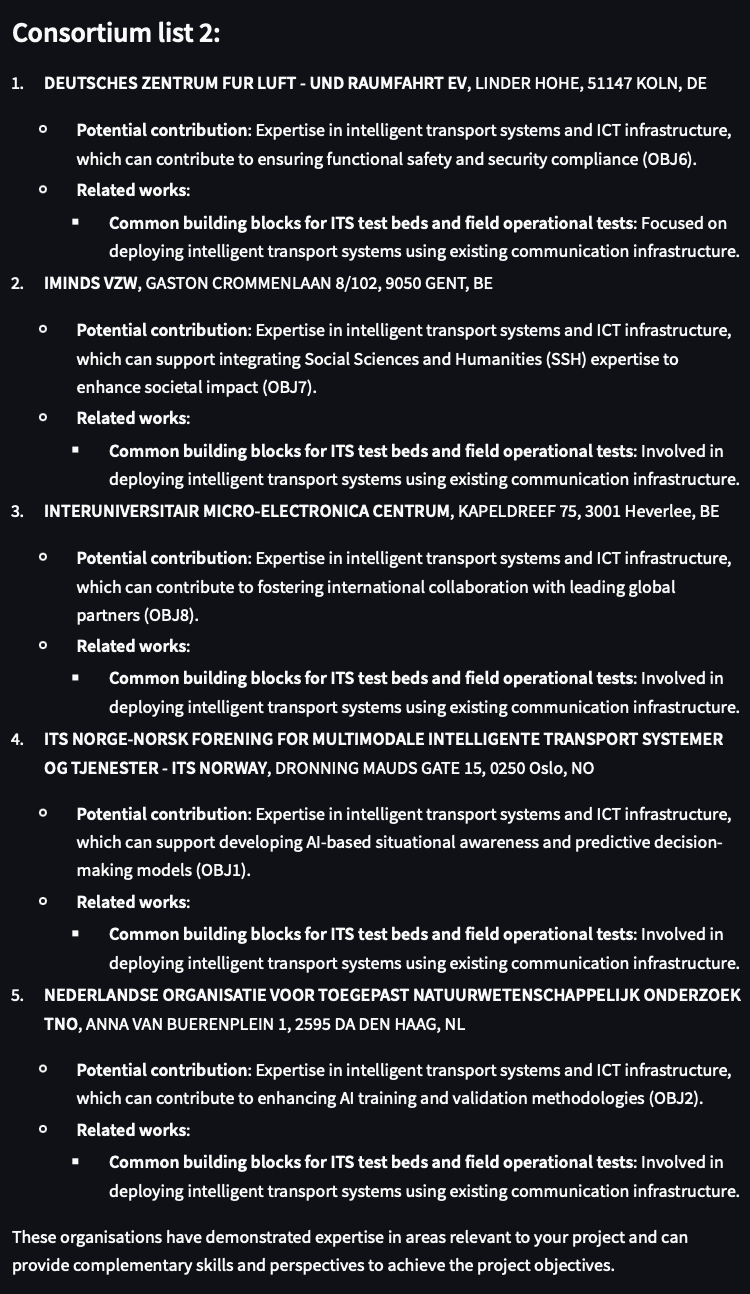 Consortium list 2:
1. DEUTSCHES ZENTRUM FUR LUFT - UND RAUMFAHRT EV, LINDER HOHE, 51147 KOLN, DE
Potential contribution: Expertise in intelligent transport systems and ICT infrastructure,
which can contribute to ensuring functional safety and security compliance (OBJ6).
Related works:
Common building blocks for ITS test beds and field operational tests: Focused on
deploying intelligent transport systems using existing communication infrastructure.
2. IMINDS VZW, GASTON CROMMENLAAN 8/102, 9050 GENT, BE
Potential contribution: Expertise in intelligent transport systems and ICT infrastructure,
which can support integrating Social Sciences and Humanities (SSH) expertise to
enhance societal impact (OBJ7).
Related works:
Common building blocks for ITS test beds and field operational tests: Involved in
deploying intelligent transport systems using existing communication infrastructure.
3. INTERUNIVERSITAIR MICRO-ELECTRONICA CENTRUM, KAPELDREEF 75, 3001 Heverlee, BE
Potential contribution: Expertise in intelligent transport systems and ICT infrastructure,
which can contribute to fostering international collaboration with leading global
partners (OBJ8).
Related works:
Common building blocks for ITS test beds and field operational tests: Involved in
deploying intelligent transport systems using existing communication infrastructure.
4. ITS NORGE-NORSK FORENING FOR MULTIMODALE INTELLIGENTE TRANSPORT SYSTEMER
OG TJENESTER - ITS NORWAY, DRONNING MAUDS GATE 15, 0250 Oslo, NO
Potential contribution: Expertise in intelligent transport systems and ICT infrastructure,
which can support developing AI-based situational awareness and predictive decision-
making models (OBJ1).
Related works:
Common building blocks for ITS test beds and field operational tests: Involved in
deploying intelligent transport systems using existing communication infrastructure.
5. NEDERLANDSE ORGANISATIE VOOR TOEGEPAST NATUURWETENSCHAPPELIJK ONDERZOEK
TNO, ANNA VAN BUERENPLEIN 1, 2595 DA DEN HAAG, NL
Potential contribution: Expertise in intelligent transport systems and ICT infrastructure,
which can contribute to enhancing AI training and validation methodologies (OBJ2).
Related works:
Common building blocks for ITS test beds and field operational tests: Involved in
deploying intelligent transport systems using existing communication infrastructure.
These organisations have demonstrated expertise in areas relevant to your project and can
provide complementary skills and perspectives to achieve the project objectives.